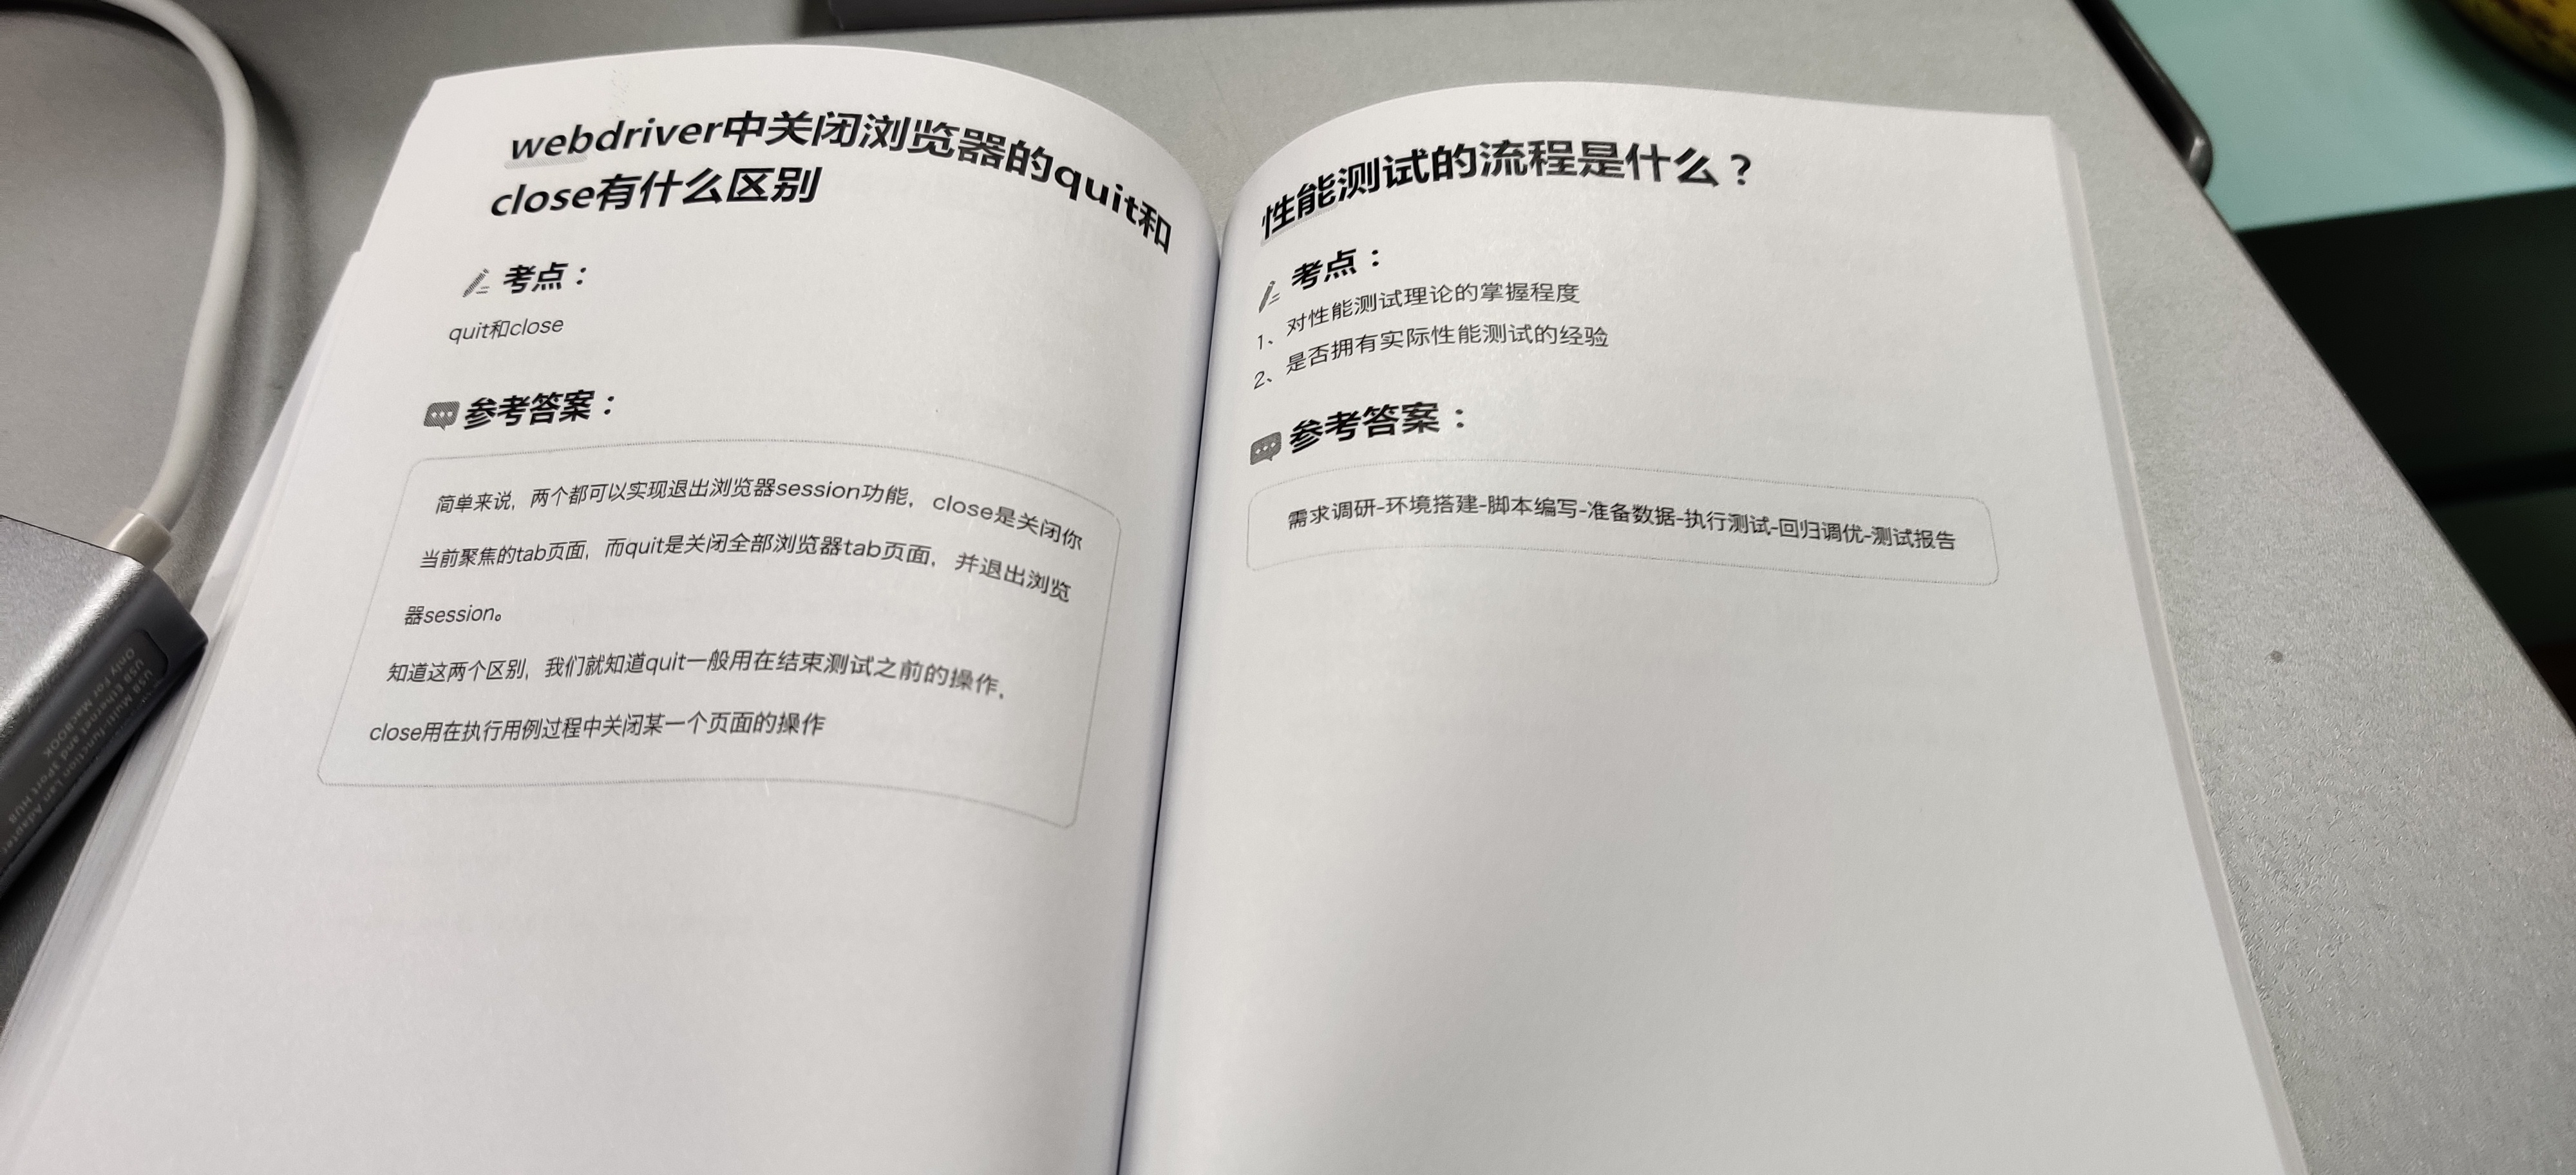 webdriver中关闭浏览器的quit和
close有什么区别
考点：
quit和close
参考答案：
简单来说，两个都可以实现退出浏览器session功能，close是关闭你
当前聚焦的tab页面，而quit是关闭全部浏览器tab页面，并退出浏览
器session。
知道这两个区别，我们就知道quit一般用在结束测试之前的操作，
close用在执行用例过程中关闭某一个页面的操作
性能测试的流程是什么？
考点：
1、对性能测试理论的掌握程度
2、是否拥有实际性能测试的经验
参考答案：
需求调研-环境搭建-脚本编写-准备数据-执行测试-回归调优-测试报告
USB Multi-function Lan Adapter
USB Ethernet and 3Port HUB
Only For MacBOOK